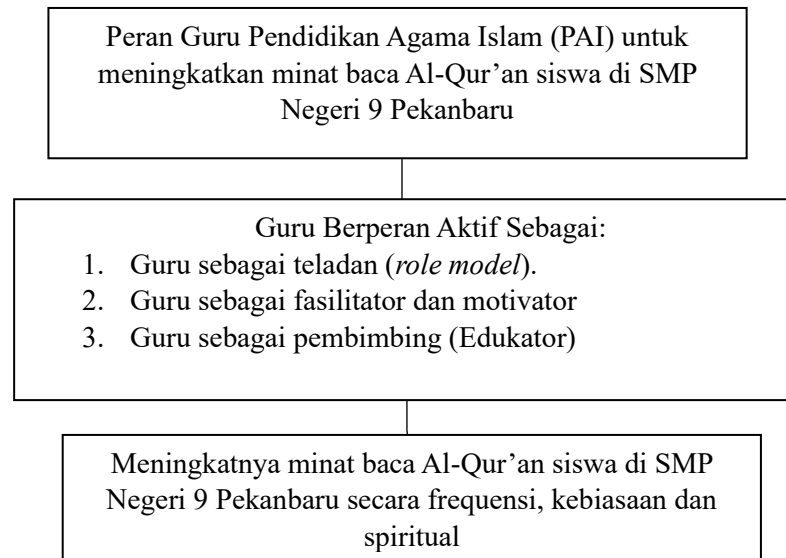 Peran Guru Pendidikan Agama Islam (PAI) untuk
meningkatkan minat baca Al-Qur’an siswa di SMP
Negeri 9 Pekanbaru
Guru Berperan Aktif Sebagai:
1. Guru sebagai teladan (role model).
2. Guru sebagai fasilitator dan motivator
3. Guru sebagai pembimbing (Edukator)
Meningkatnya minat baca Al-Qur’an siswa di SMP
Negeri 9 Pekanbaru secara frequensi, kebiasaan dan
spiritual